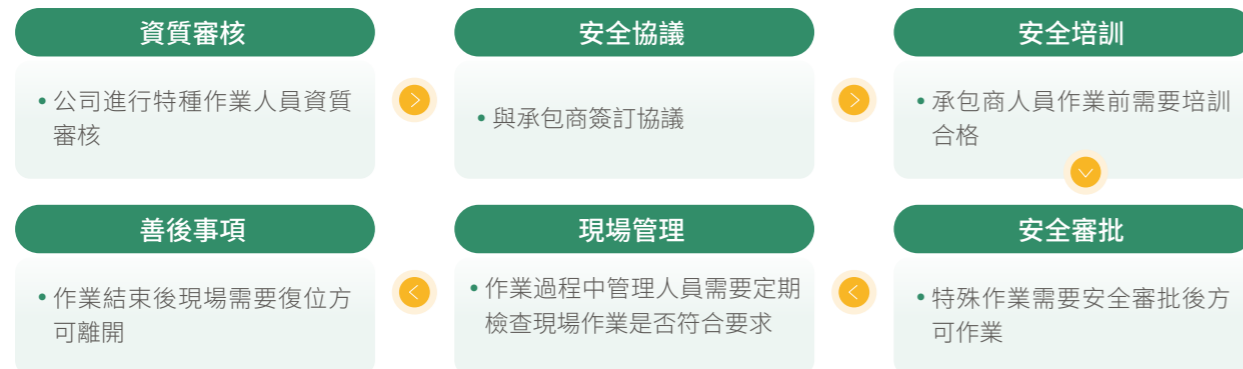 資質審核
• 公司進行特種作業人員資質
審核
安全協議
• 與承包商簽訂協議
安全培訓
• 承包商人員作業前需要培訓
合格
安全審批
• 特殊作業需要安全審批後方
可作業
現場管理
• 作業過程中管理人員需要定期
檢查現場作業是否符合要求
善後事項
• 作業結束後現場需要復位方
可離開